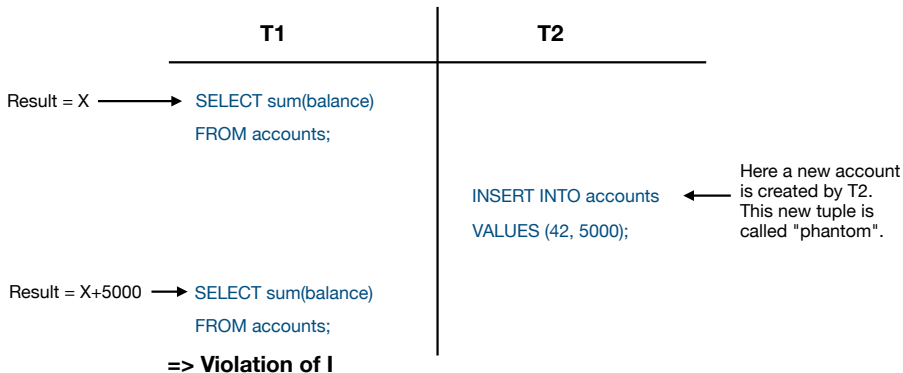 T1
T2
Result = X
SELECT sum(balance)
FROM accounts;
INSERT INTO accounts
VALUES (42, 5000);
Here a new account
is created by T2.
This new tuple is
called "phantom".
Result = X+5000
SELECT sum(balance)
FROM accounts;
=> Violation of I